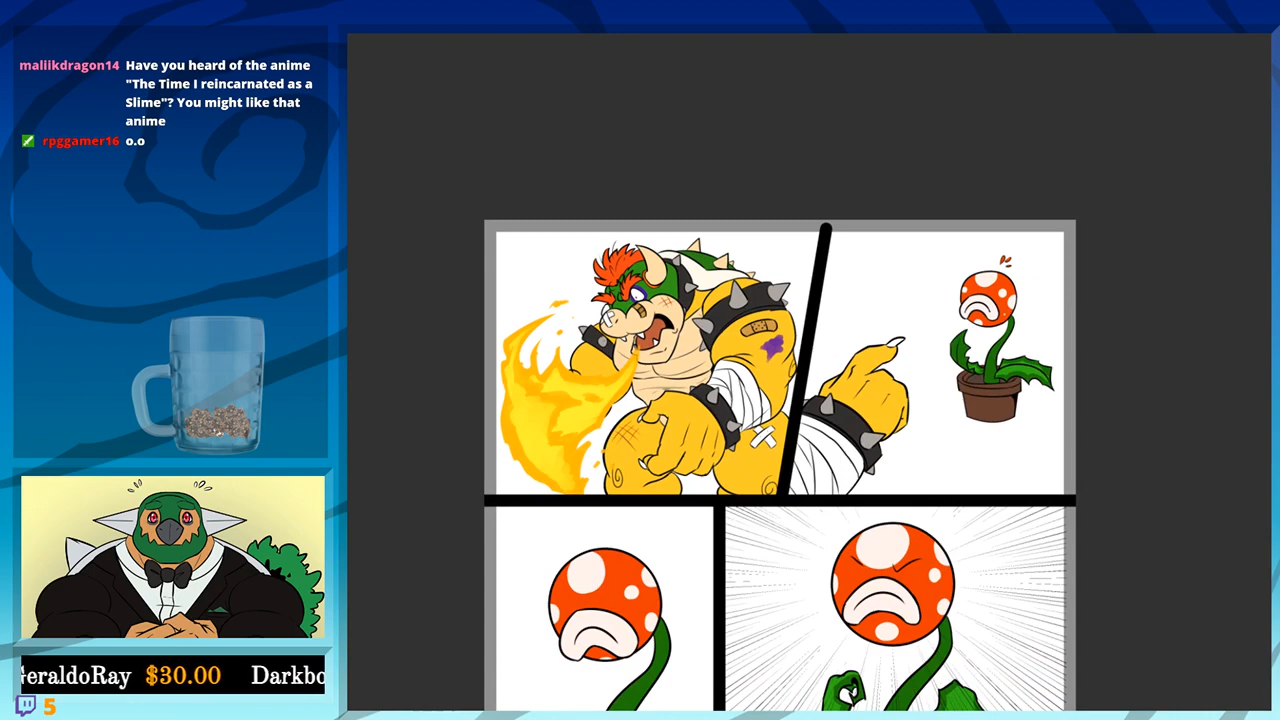 maliikdragon14 Have you heard of the anime
"The Time I reincarnated as a
Slime"? You might like that
anime
rpggamer16 o.o
GeraldoRay $30.00 Darkbo
5